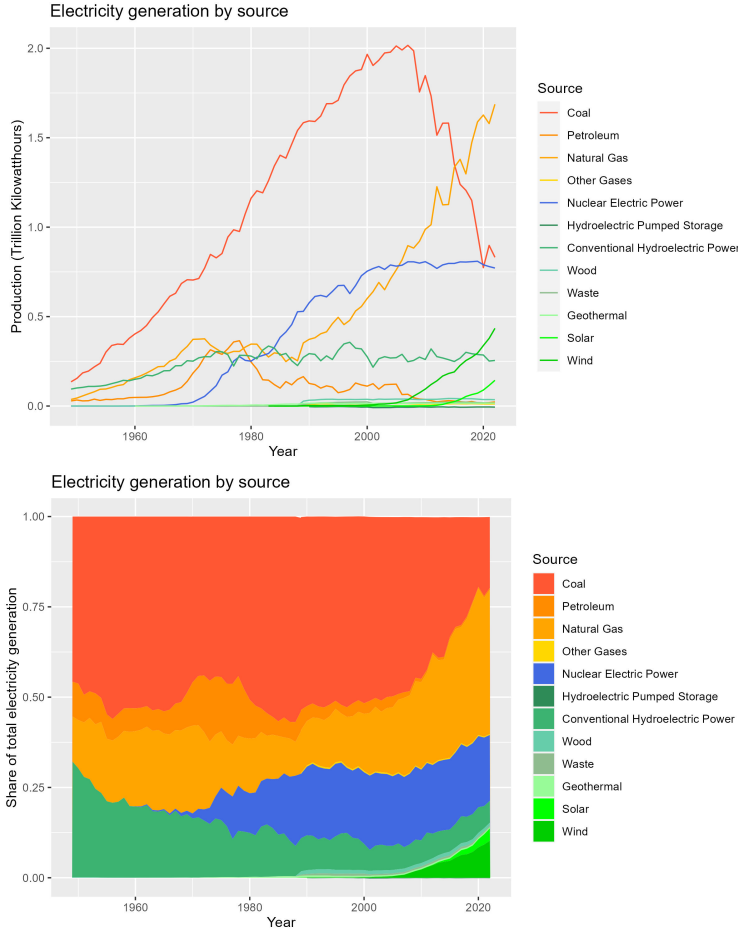 Electricity generation by source
Production (Trillion Kilowatthours)
2.0
1.5
1.0
0.5
0.0
1960
1980
2000
2020
Year
Source
Coal
Petroleum
Natural Gas
Other Gases
Nuclear Electric Power
Hydroelectric Pumped Storage
Conventional Hydroelectric Power
Wood
Waste
Geothermal
Solar
Wind
Electricity generation by source
Share of total electricity generation
1.00
0.75
0.50
0.25
0.00
1960
1980
2000
2020
Year
Source
Coal
Petroleum
Natural Gas
Other Gases
Nuclear Electric Power
Hydroelectric Pumped Storage
Conventional Hydroelectric Power
Wood
Waste
Geothermal
Solar
Wind